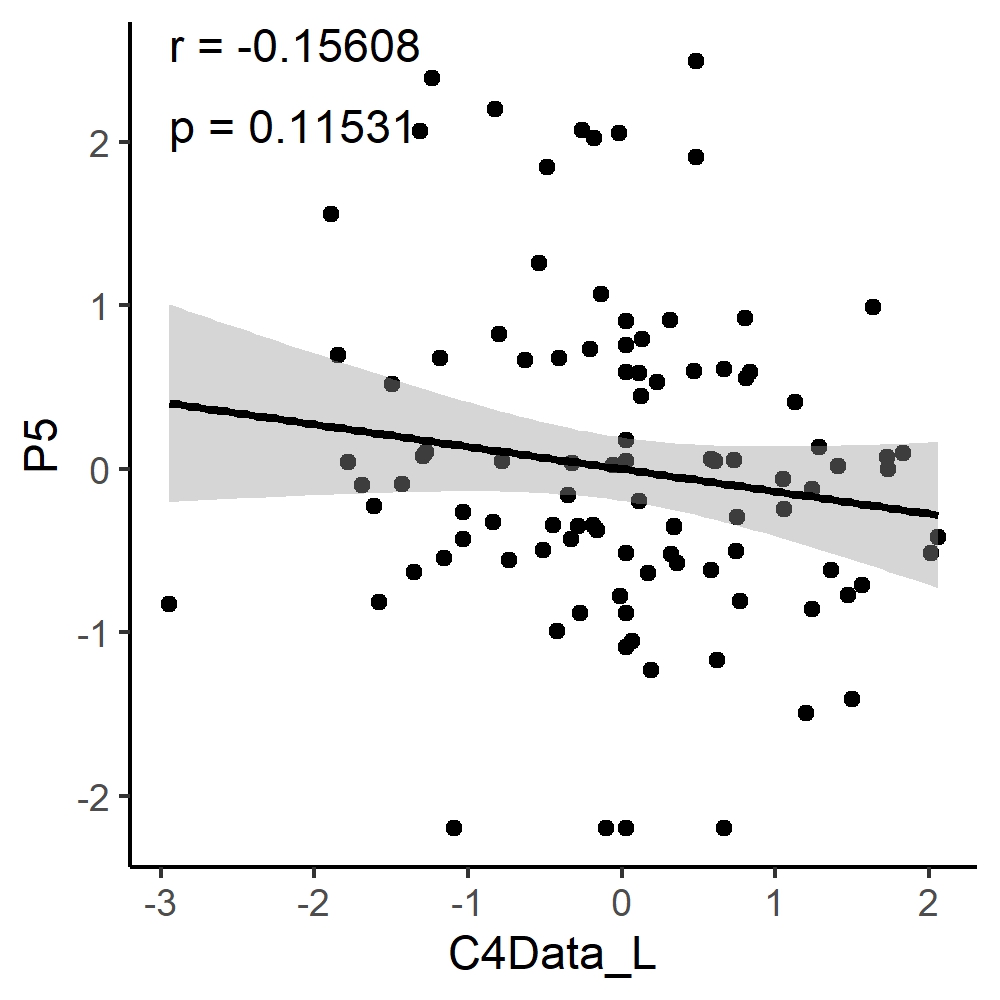 r = -0.15608
p = 0.11531
2
1
0
-1
-2
P5
-3 -2 -1 0 1 2
C4Data_L